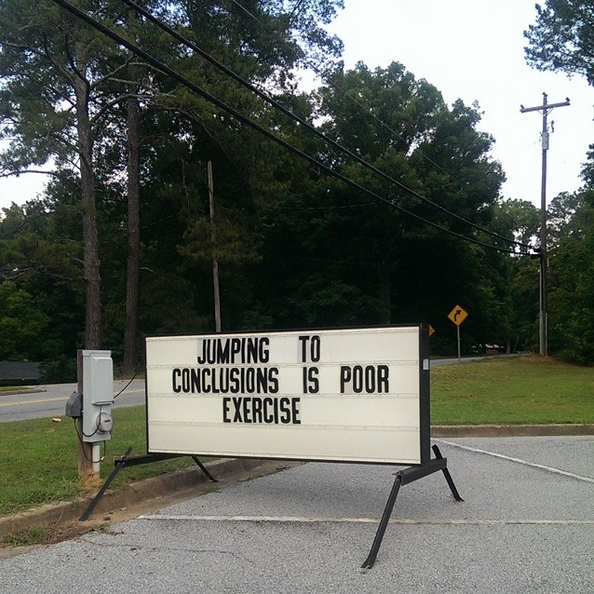 JUMPING TO
CONCLUSIONS IS POOR
EXERCISE